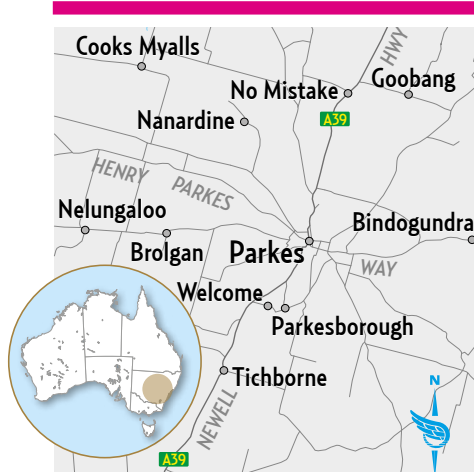 HWY
Cooks Myalls
Goobang
No Mistake
A39
Nanardine
HENRY PARKES
Nelungaloo
Bindogundra
Brolgan
Parkes
WAY
Welcome
Parkesborough
Tichborne
N
NEWELL
A39